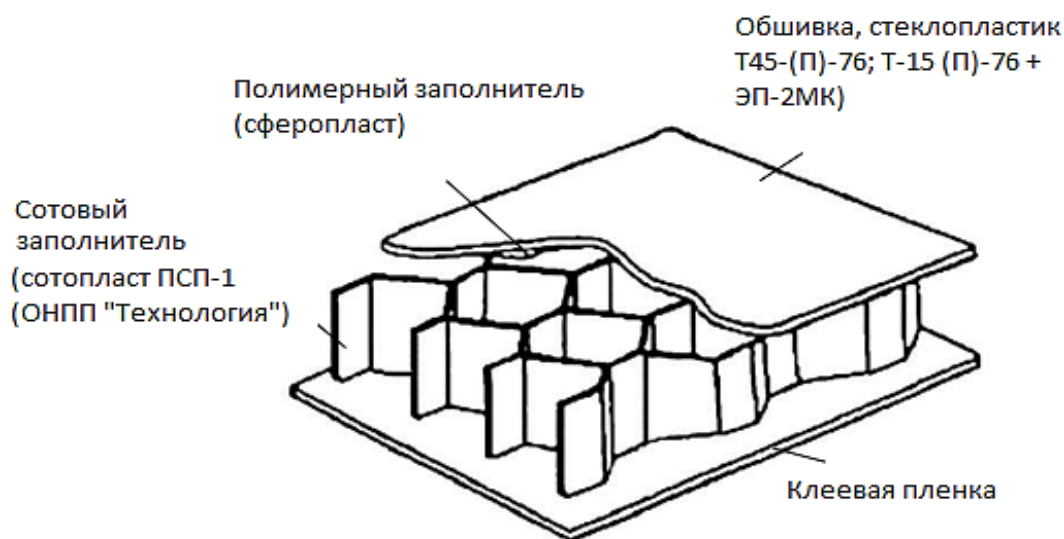 Обшивка, стеклопластик
Т45-(П)-76; Т-15 (П)-76 +
ЭП-2МК)
Полимерный заполнитель
(сферопласт)
Сотовый
заполнитель
(сотопласт ПСП-1
(ОНПП "Технология")
Клеевая пленка